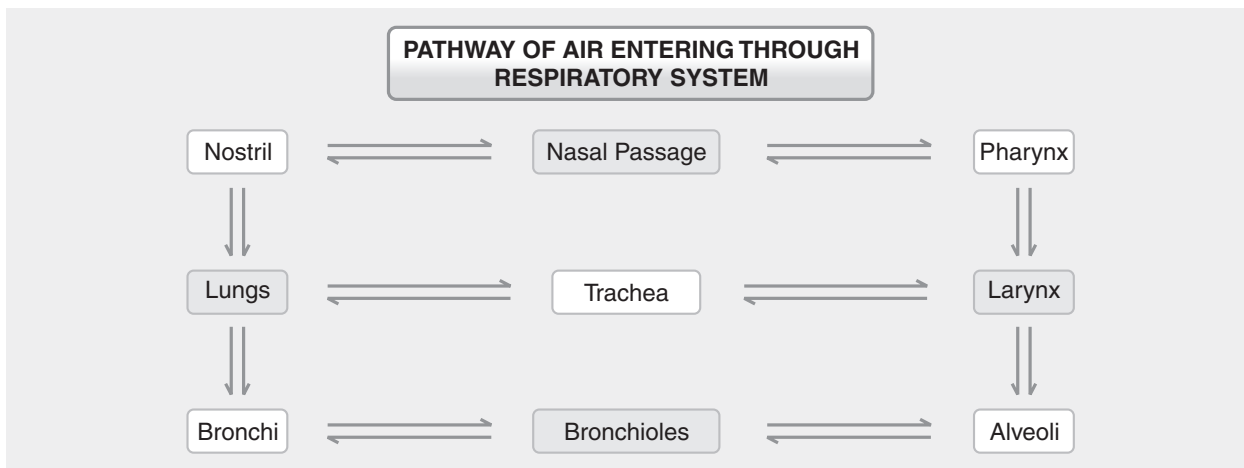 PATHWAY OF AIR ENTERING THROUGH
RESPIRATORY SYSTEM
Nostril
Nasal Passage
Pharynx
Lungs
Trachea
Larynx
Bronchi
Bronchioles
Alveoli